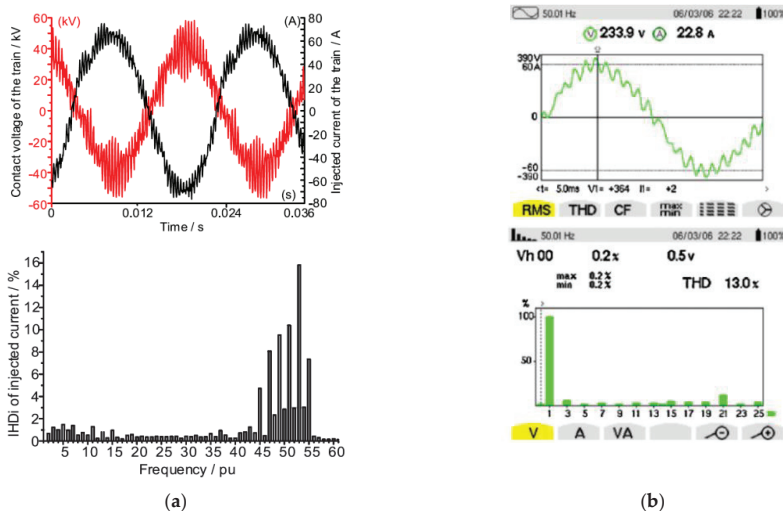 60 (kV) (A) 80
40 60
20 40
0 20
-20 0
-40 -20
-60 -40
-60
(s) -80
0 0.012 0.024 0.036
Time / s
Contact voltage of the train / kV
Injected current of the train / A
16
14
12
10
8
6
4
2
0
5 10 15 20 25 30 35 40 45 50 55 60
Frequency / pu
IHDi of injected current / %
(a)
50.01 Hz 06/03/06 22:22 100%
V 233.9 V A 22.8 A
390V
60A
0
-60
-390
<t= 5.0ms V1= +364 I1= +2 >
RMS THD CF max min
50.01 Hz 06/03/06 22:22 100%
Vh 00 0.2% 0.5v
max 0.2%
min 0.2%
THD 13.0%
%
100
50
1 3 5 7 9 11 13 15 17 19 21 23 25
V A VA
(b)